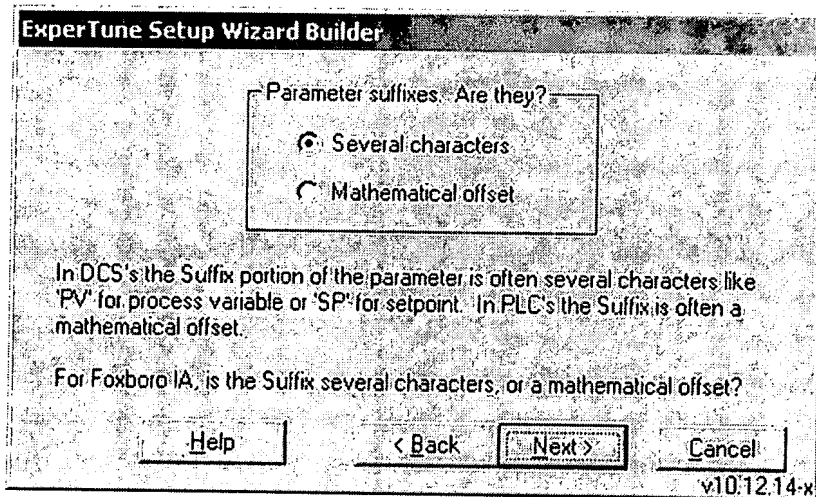 ExperTune Setup Wizard Builder
Parameter suffixes. Are they?
Several characters
Mathematical offset
In DCS's the Suffix portion of the parameter is often several characters like
'PV' for process variable or 'SP' for setpoint. In PLC's the Suffix is often a
mathematical offset.
For Foxboro IA, is the Suffix several characters, or a mathematical offset?
Help
< Back
Next >
Cancel
v10.12.14-x